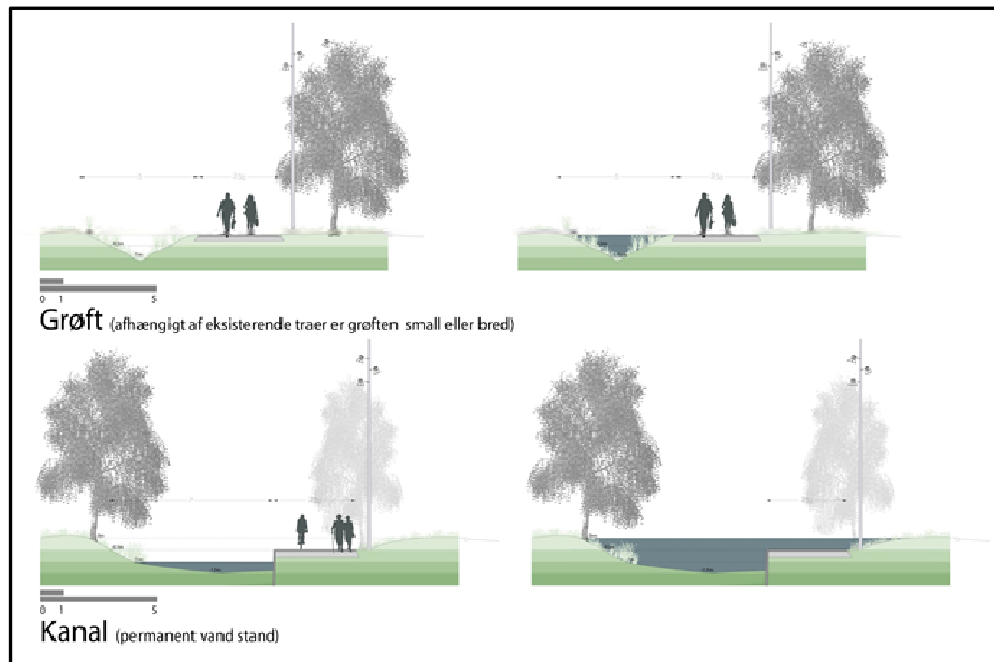 0 1 5
Grøft (afhængigt af eksisterende traer er grøften small eller bred)
0 1 5
Kanal (permanent vand stand)